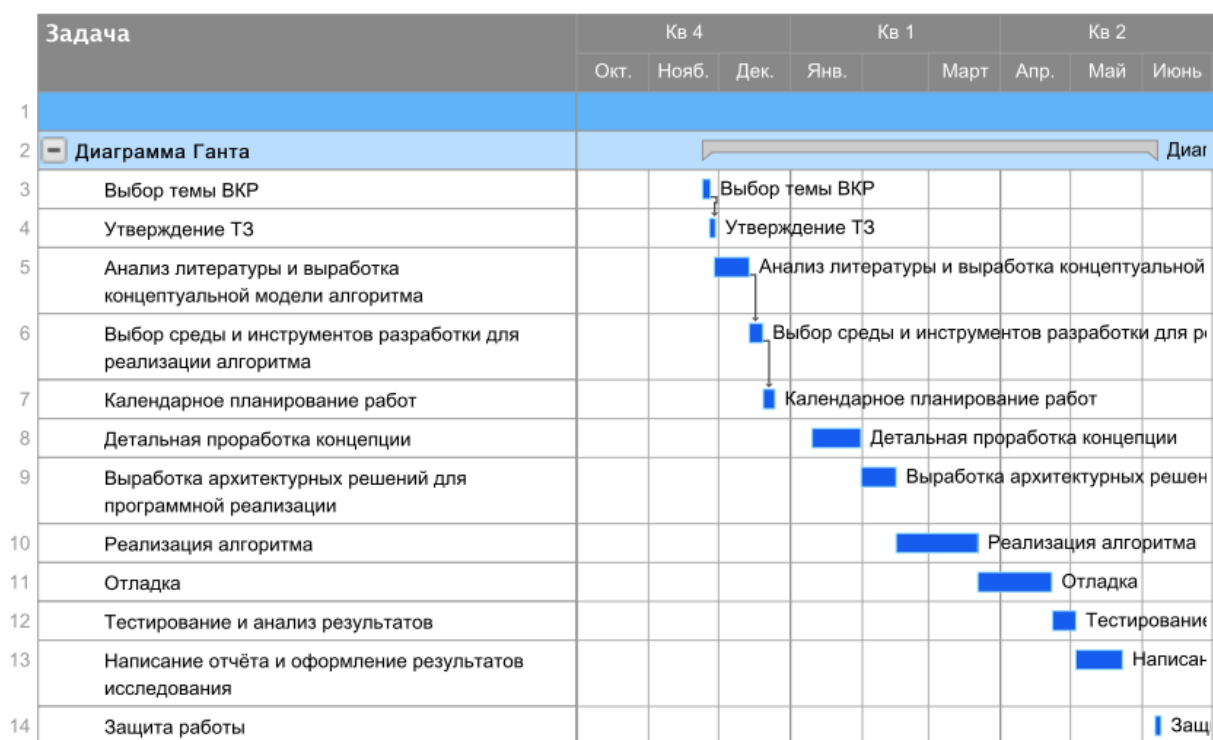 Задача
Кв 4 Кв 1 Кв 2
Окт. Нояб. Дек. Янв. Март Апр. Май Июнь
1
2 Диаграмма Ганта Диаг
3 Выбор темы ВКР Выбор темы ВКР
4 Утверждение ТЗ Утверждение ТЗ
5 Анализ литературы и выработка Анализ литературы и выработка концептуальной
концептуальной модели алгоритма
6 Выбор среды и инструментов разработки для Выбор среды и инструментов разработки для р
реализации алгоритма
7 Календарное планирование работ Календарное планирование работ
8 Детальная проработка концепции Детальная проработка концепции
9 Выработка архитектурных решений для Выработка архитектурных решен
программной реализации
10 Реализация алгоритма Реализация алгоритма
11 Отладка Отладка
12 Тестирование и анализ результатов Тестирование
13 Написание отчёта и оформление результатов Написан
исследования
14 Защита работы Защ